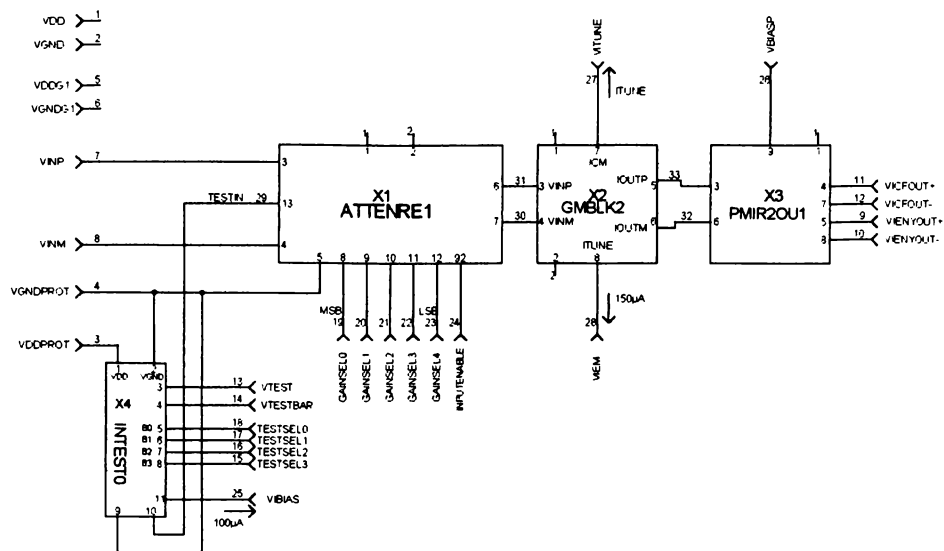 VDD 1
VGND 2
VDDG1 5
VGNDG1 6
VINP 7
VINM 8
VGNDPROT 4
VDDPROT 3
TESTIN 29
1 2
1 2
3 X1 6
13 ATTENRE1
4 7
5 8 9 10 11 12 92
MSB LSB
19 20 21 22 23 24
GAINSEL0
GAINSEL1
GAINSEL2
GAINSEL3
GAINSEL4
INPUTENABLE
31
30
VITUNE
27
ITUNE
1 7
1 ICM
3 VINP X2 IOUTP 5
GMBLK2
4 VINM IOUTM 6
ITUNE
2 8
2
150µA
28
VIEM
33
32
VBIASP
26
9 1
1
3 X3 4
PMIR2OU1 7
6 5
8
11 VICFOUT+
12 VICFOUT-
9 VIENYOUT+
10 VIENYOUT-
VDD VGND
X4
INTEST0
3 13 VTEST
4 14 VTESTBAR
B0 5 18 TESTSEL0
B1 6 17 TESTSEL1
B2 7 16 TESTSEL2
B3 8 15 TESTSEL3
11 25 VIBIAS
9 10
100µA